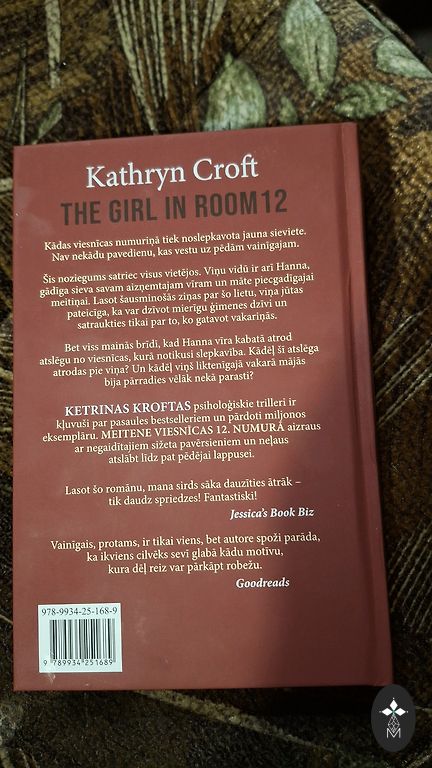 Kathryn Croft
THE GIRL IN ROOM 12
Kādas viesnīcas numuriņā tiek noslepkavota jauna sieviete.
Nav nekādu pavedienu, kas vestu uz pēdām vainīgajam.
Šis noziegums satriec visus vietējos. Viņu vidū ir arī Hanna,
gādīga sieva savam aizņemtajam vīram un māte piecgadīgajai
meitiņai. Lasot šausminošās ziņas par šo lietu, viņa jūtas
pateicīga, ka var dzīvot mierīgu ģimenes dzīvi un
satraukties tikai par to, ko gatavot vakariņās.
Bet viss mainās brīdī, kad Hanna vīra kabatā atrod
atslēgu no viesnīcas, kurā notikusi slepkavība. Kādēļ šī atslēga
atrodas pie viņa? Un kādēļ viņš liktenīgajā vakarā mājās
bija pārradies vēlāk nekā parasti?
KETRINAS KROFTAS psiholoģiskie trilleri ir
kļuvuši par pasaules bestselleriem un pārdoti miljonos
eksemplāru. MEITENE VIESNĪCAS 12. NUMURĀ aizraus
ar negaidītajiem sižeta pavērsieniem un neļaus
atslābt līdz pat pēdējai lappusei.
Lasot šo romānu, mana sirds sāka dauzīties ātrāk –
tik daudz spriedzes! Fantastiski!
Jessica's Book Biz
Vainīgais, protams, ir tikai viens, bet autore spoži parāda,
ka ikviens cilvēks sevī glabā kādu motīvu,
kura dēļ reiz var pārkāpt robežu.
Goodreads
978-9934-25-168-9
9 789934 251689
M